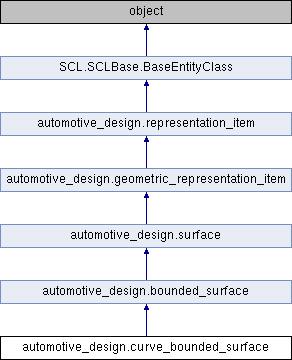 object
SCL.SCLBase.BaseEntityClass
automotive_design.representation_item
automotive_design.geometric_representation_item
automotive_design.surface
automotive_design.bounded_surface
automotive_design.curve_bounded_surface